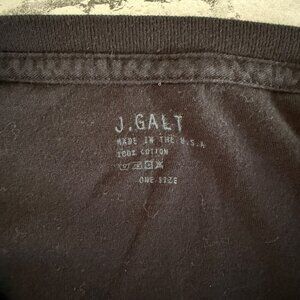 J.GALT
MADE IN THE U.S.A
100% COTTON
ONE SIZE